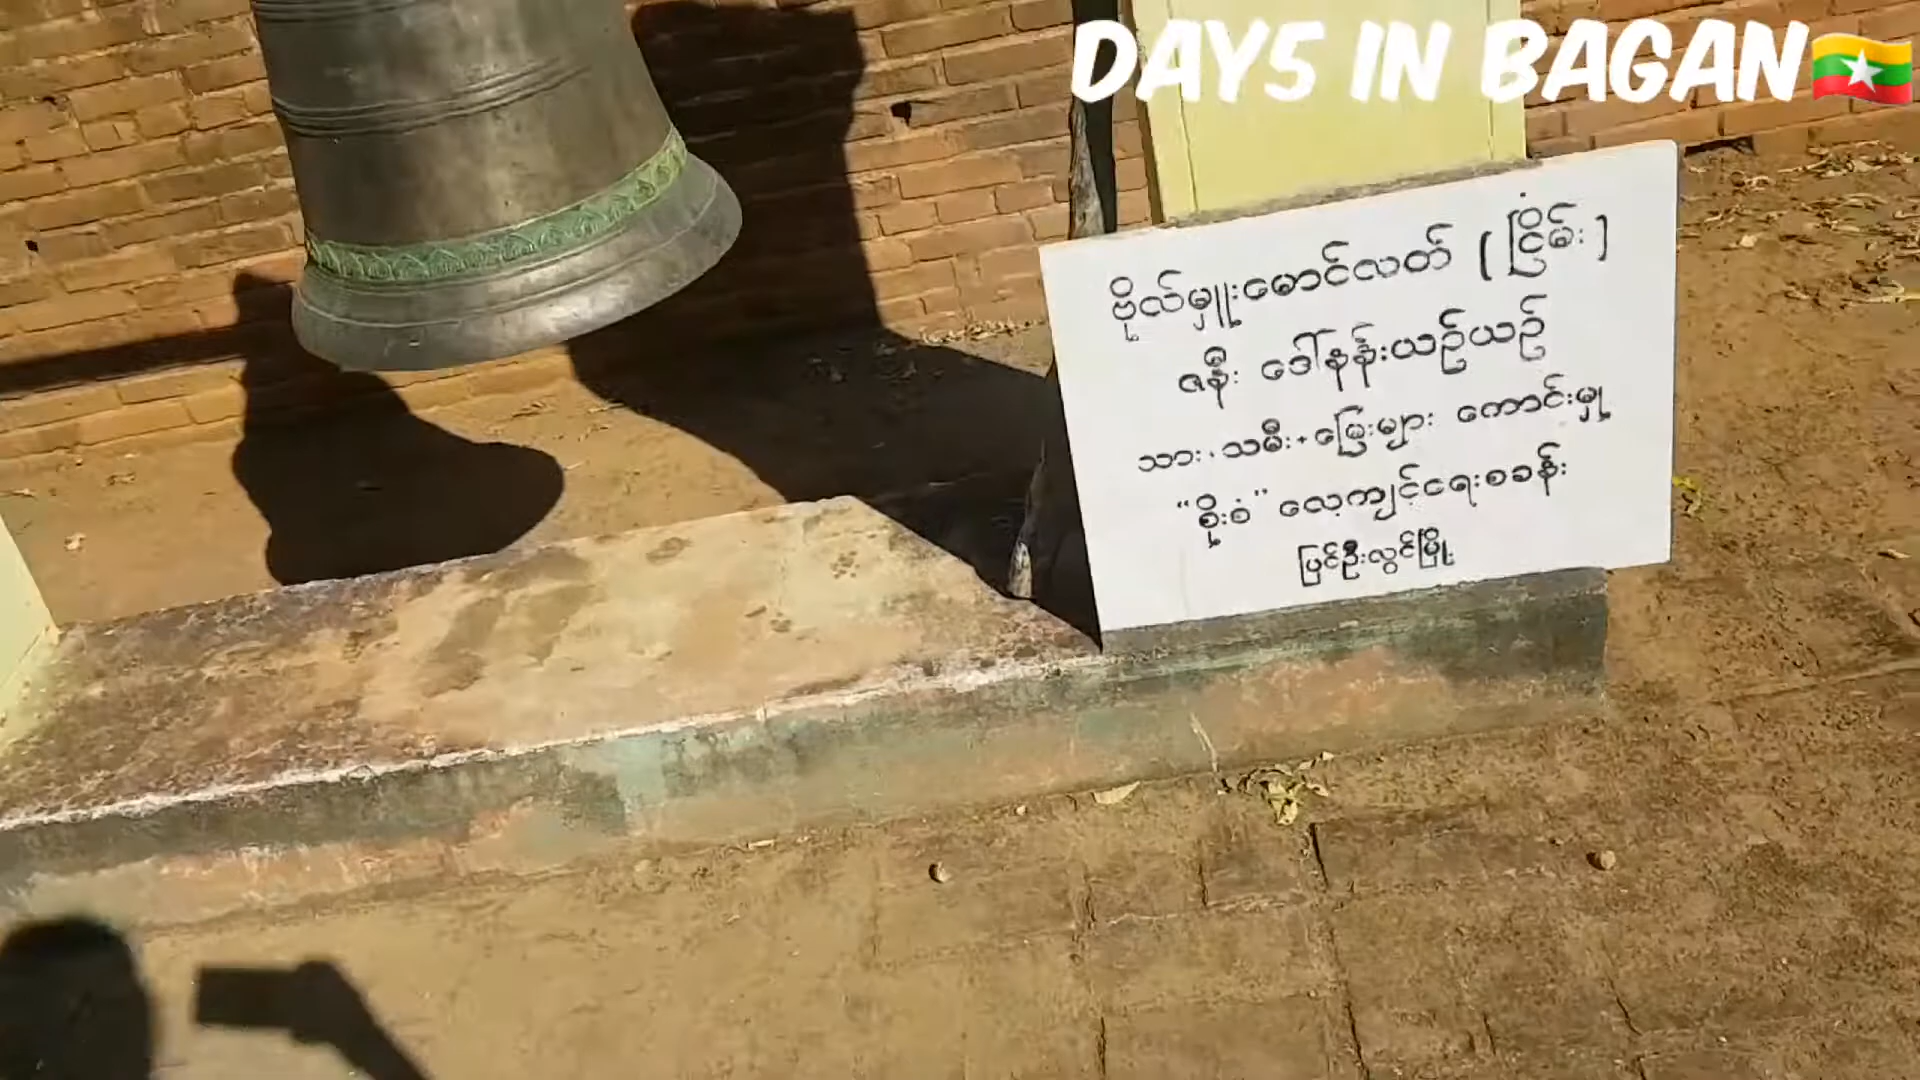 DAYS IN BAGAN
ဗိုလ်မှူးမောင်လတ် (ငြိမ်း)
ဇနီး ဒေါ်နန်းယဉ်ယဉ်
သား၊သမီး+မြေးများ ကောင်းမှု
"စိုးစံ" လေ့ကျင့်ရေးစခန်း
ပြင်ဦးလွင်မြို့